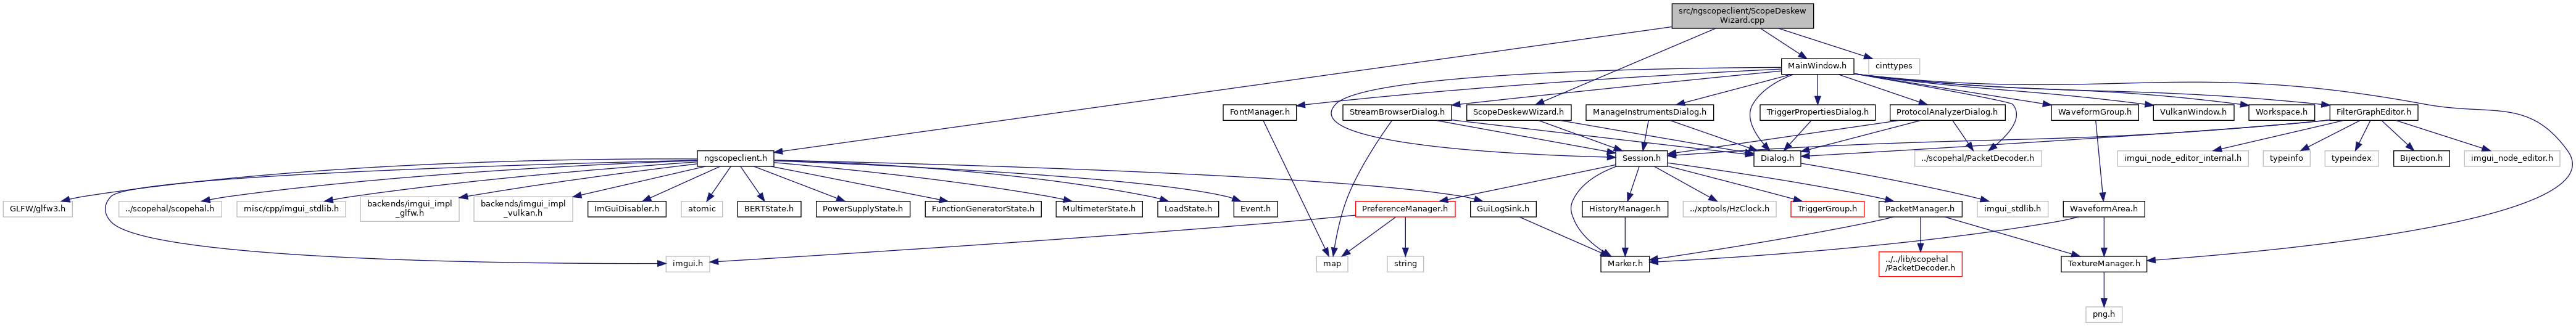 src/ngscopeclient/ScopeDeskew
Wizard.cpp
MainWindow.h
cinttypes
FontManager.h
StreamBrowserDialog.h
ScopeDeskewWizard.h
ManageInstrumentsDialog.h
TriggerPropertiesDialog.h
ProtocolAnalyzerDialog.h
WaveformGroup.h
VulkanWindow.h
Workspace.h
FilterGraphEditor.h
ngscopeclient.h
Session.h
Dialog.h
../scopehal/PacketDecoder.h
imgui_node_editor_internal.h
typeinfo
typeindex
Bijection.h
imgui_node_editor.h
GLFW/glfw3.h
../scopehal/scopehal.h
misc/cpp/imgui_stdlib.h
backends/imgui_impl
_glfw.h
backends/imgui_impl
_vulkan.h
ImGuiDisabler.h
atomic
BERTState.h
PowerSupplyState.h
FunctionGeneratorState.h
MultimeterState.h
LoadState.h
Event.h
PreferenceManager.h
GuiLogSink.h
HistoryManager.h
../xptools/HzClock.h
TriggerGroup.h
PacketManager.h
imgui_stdlib.h
WaveformArea.h
imgui.h
map
string
Marker.h
../../lib/scopehal
/PacketDecoder.h
TextureManager.h
png.h